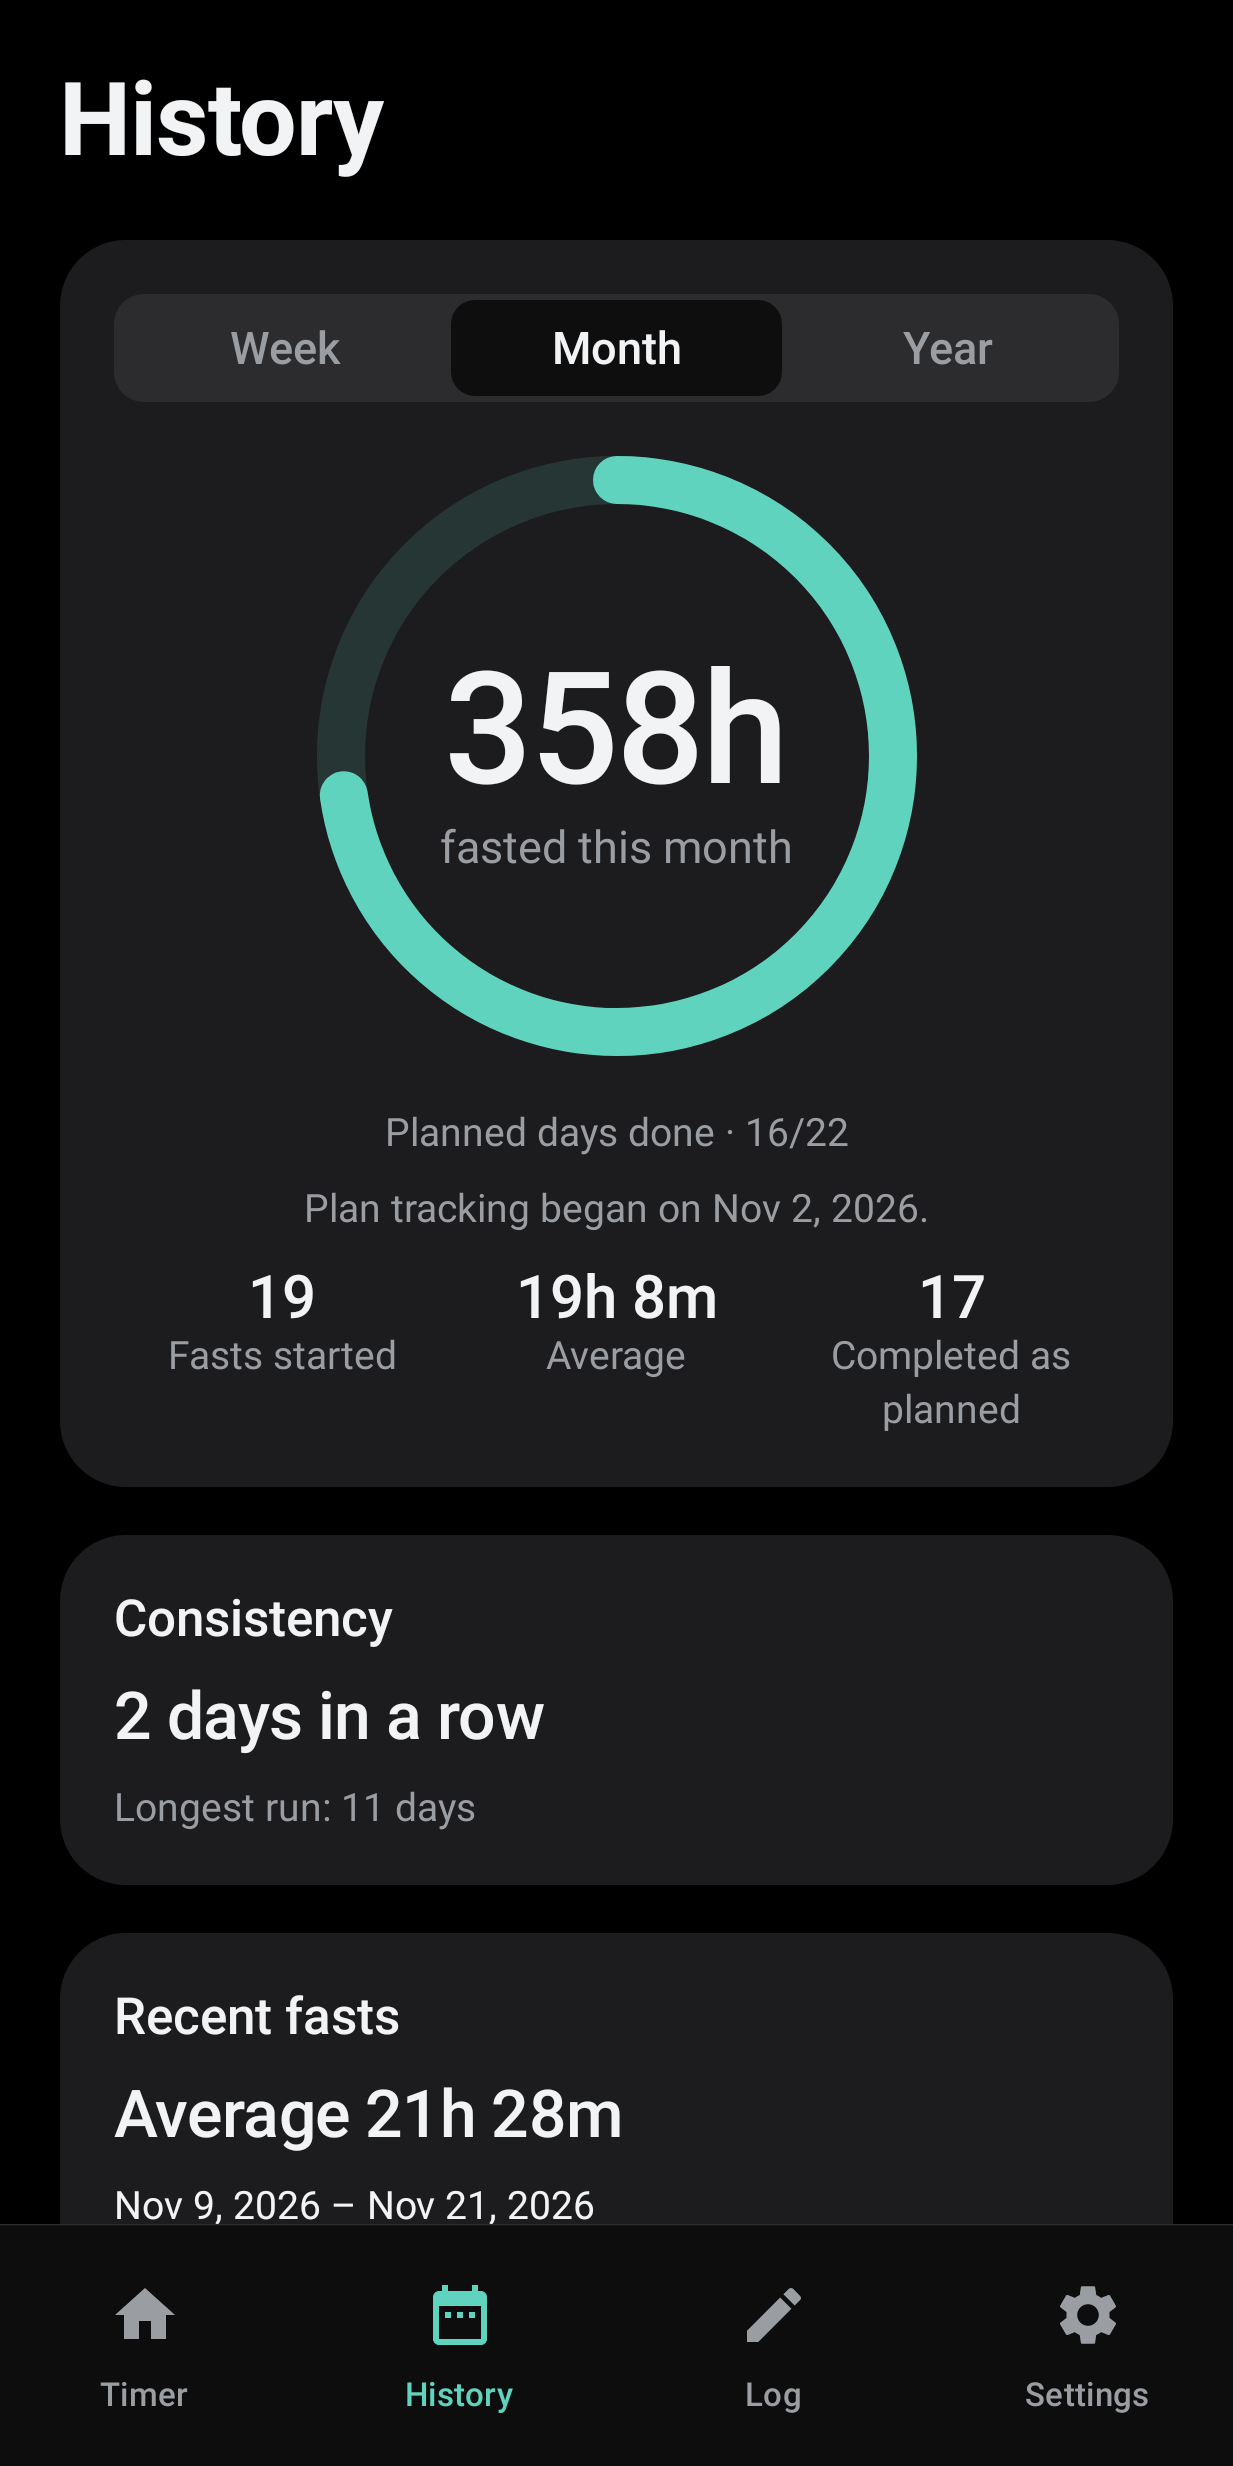 History
Week
Month
Year
358h
fasted this month
Planned days done · 16/22
Plan tracking began on Nov 2, 2026.
19
Fasts started
19h 8m
Average
17
Completed as
planned
Consistency
2 days in a row
Longest run: 11 days
Recent fasts
Average 21h 28m
Nov 9, 2026 – Nov 21, 2026
Timer
History
Log
Settings